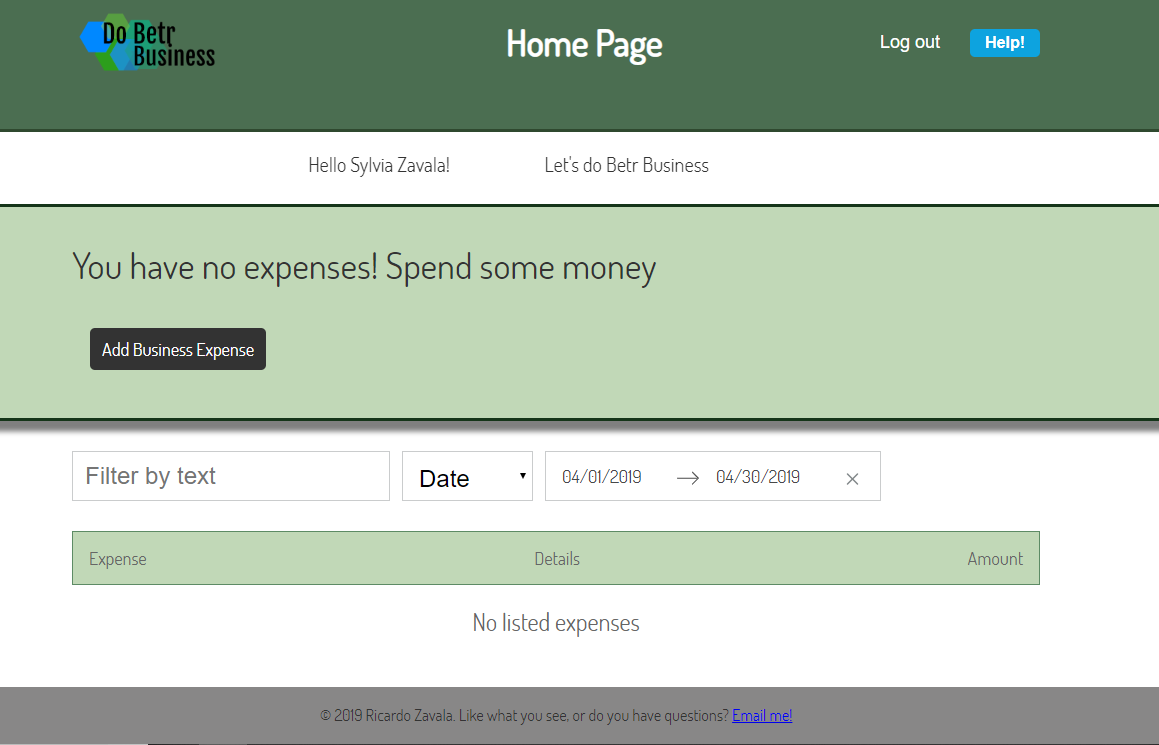 Do Betr
Business
Home Page
Log out
Help!
Hello Sylvia Zavala!
Let's do Betr Business
You have no expenses! Spend some money
Add Business Expense
Filter by text
Date
04/01/2019 → 04/30/2019 ×
Expense
Details
Amount
No listed expenses
© 2019 Ricardo Zavala. Like what you see, or do you have questions? Email me!